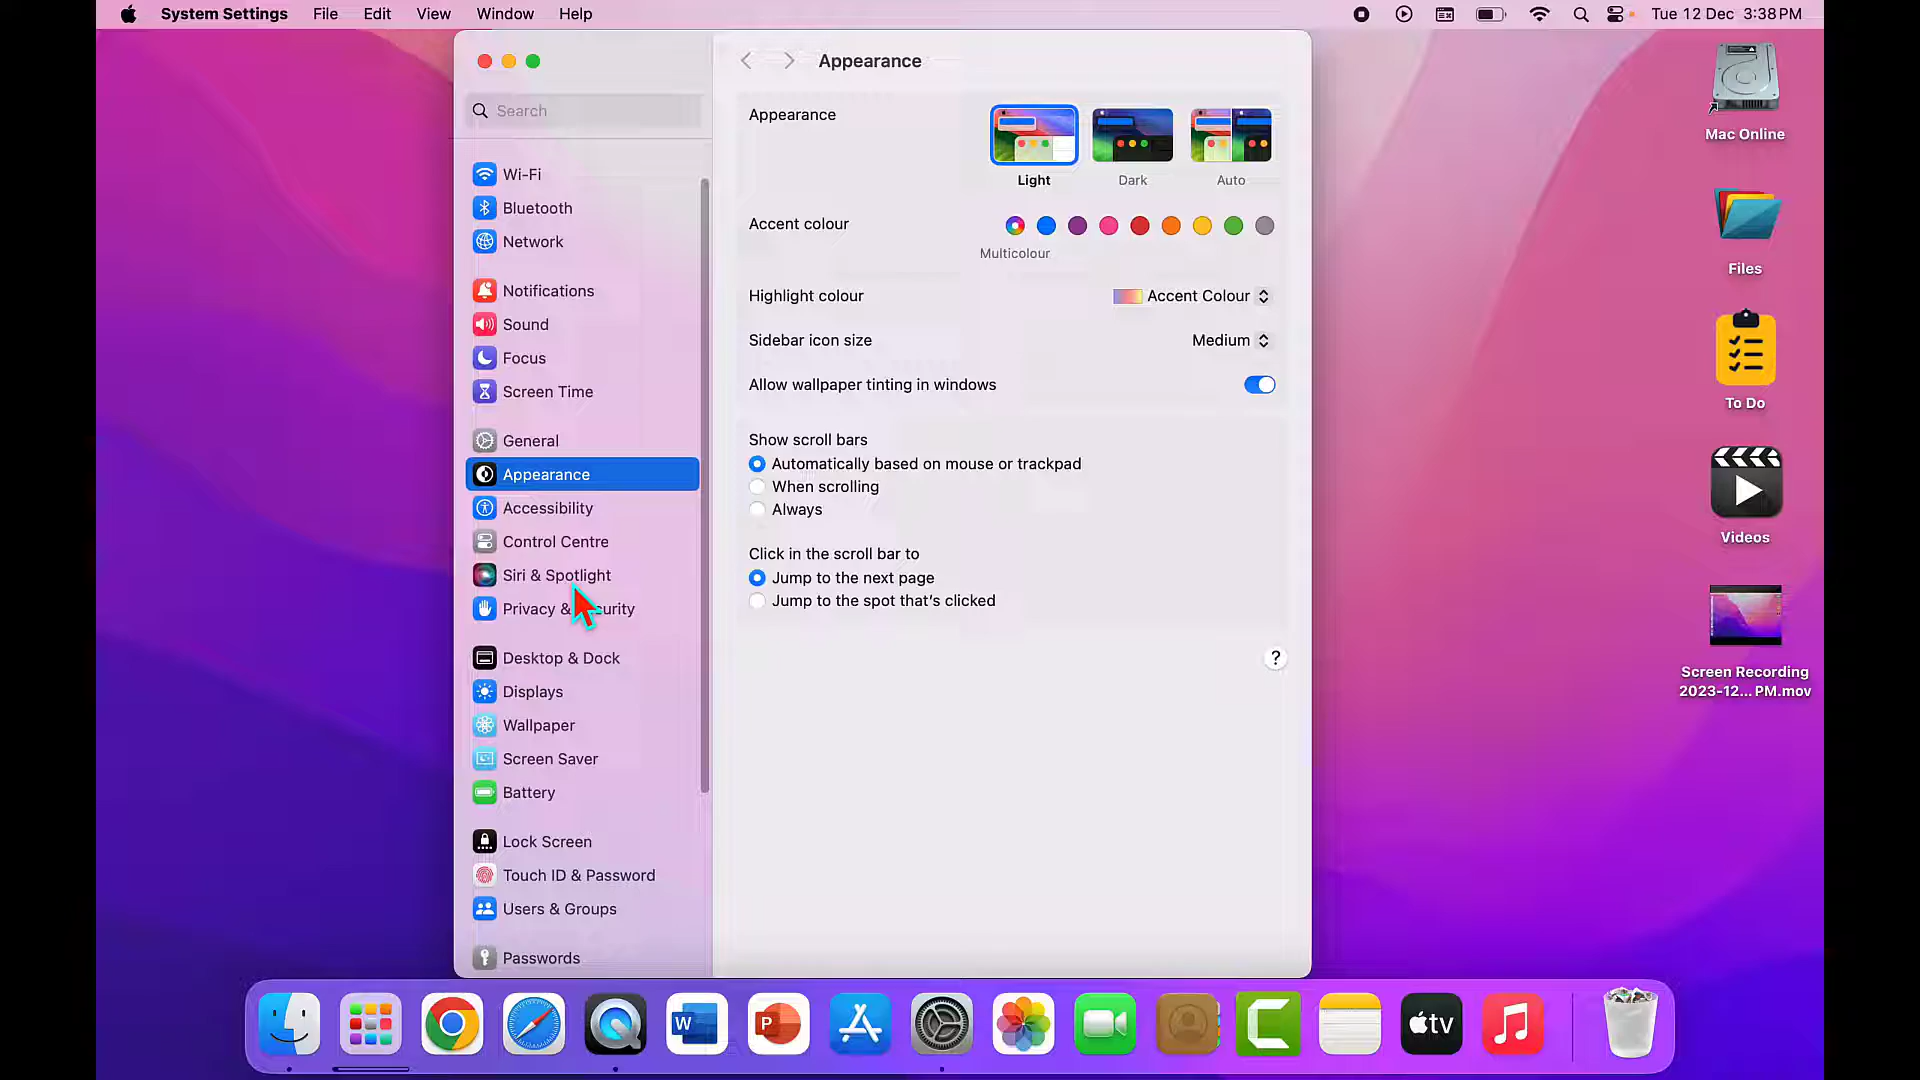 System Settings File Edit View Window Help
Tue 12 Dec 3:38 PM
Search
Wi-Fi
Bluetooth
Network
Notifications
Sound
Focus
Screen Time
General
Appearance
Accessibility
Control Centre
Siri & Spotlight
Privacy & urity
Desktop & Dock
Displays
Wallpaper
Screen Saver
Battery
Lock Screen
Touch ID & Password
Users & Groups
Passwords
Appearance
Appearance
Light Dark Auto
Accent colour
Multicolour
Highlight colour Accent Colour
Sidebar icon size Medium
Allow wallpaper tinting in windows
Show scroll bars
Automatically based on mouse or trackpad
When scrolling
Always
Click in the scroll bar to
Jump to the next page
Jump to the spot that's clicked
?
Mac Online
Files
To Do
Videos
Screen Recording
2023-12... PM.mov
W P tv